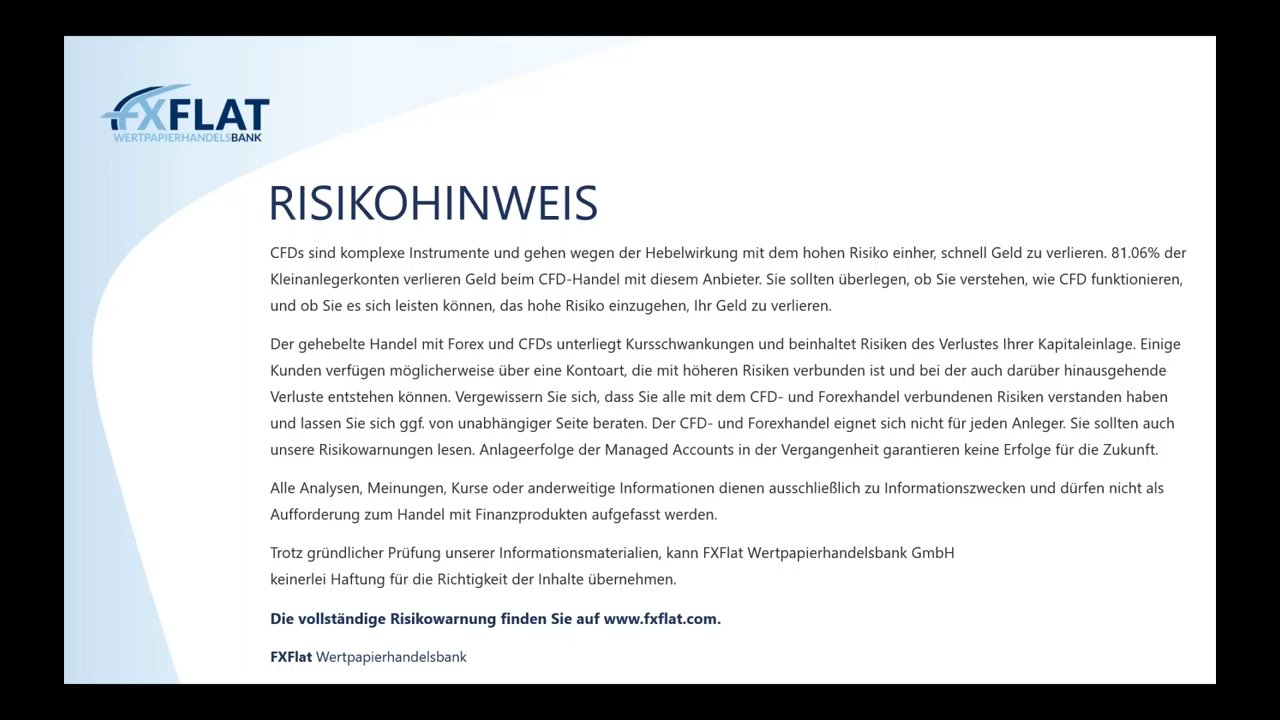 FXFLAT
WERTPAPIERHANDELSBANK
RISIKOHINWEIS
CFDs sind komplexe Instrumente und gehen wegen der Hebelwirkung mit dem hohen Risiko einher, schnell Geld zu verlieren. 81.06% der
Kleinanlegerkonten verlieren Geld beim CFD-Handel mit diesem Anbieter. Sie sollten überlegen, ob Sie verstehen, wie CFD funktionieren,
und ob Sie es sich leisten können, das hohe Risiko einzugehen, Ihr Geld zu verlieren.
Der gehebelte Handel mit Forex und CFDs unterliegt Kursschwankungen und beinhaltet Risiken des Verlustes Ihrer Kapitaleinlage. Einige
Kunden verfügen möglicherweise über eine Kontoart, die mit höheren Risiken verbunden ist und bei der auch darüber hinausgehende
Verluste entstehen können. Vergewissern Sie sich, dass Sie alle mit dem CFD- und Forexhandel verbundenen Risiken verstanden haben
und lassen Sie sich ggf. von unabhängiger Seite beraten. Der CFD- und Forexhandel eignet sich nicht für jeden Anleger. Sie sollten auch
unsere Risikowarnungen lesen. Anlageerfolge der Managed Accounts in der Vergangenheit garantieren keine Erfolge für die Zukunft.
Alle Analysen, Meinungen, Kurse oder anderweitige Informationen dienen ausschließlich zu Informationszwecken und dürfen nicht als
Aufforderung zum Handel mit Finanzprodukten aufgefasst werden.
Trotz gründlicher Prüfung unserer Informationsmaterialien, kann FXFlat Wertpapierhandelsbank GmbH
keinerlei Haftung für die Richtigkeit der Inhalte übernehmen.
Die vollständige Risikowarnung finden Sie auf www.fxflat.com.
FXFlat Wertpapierhandelsbank